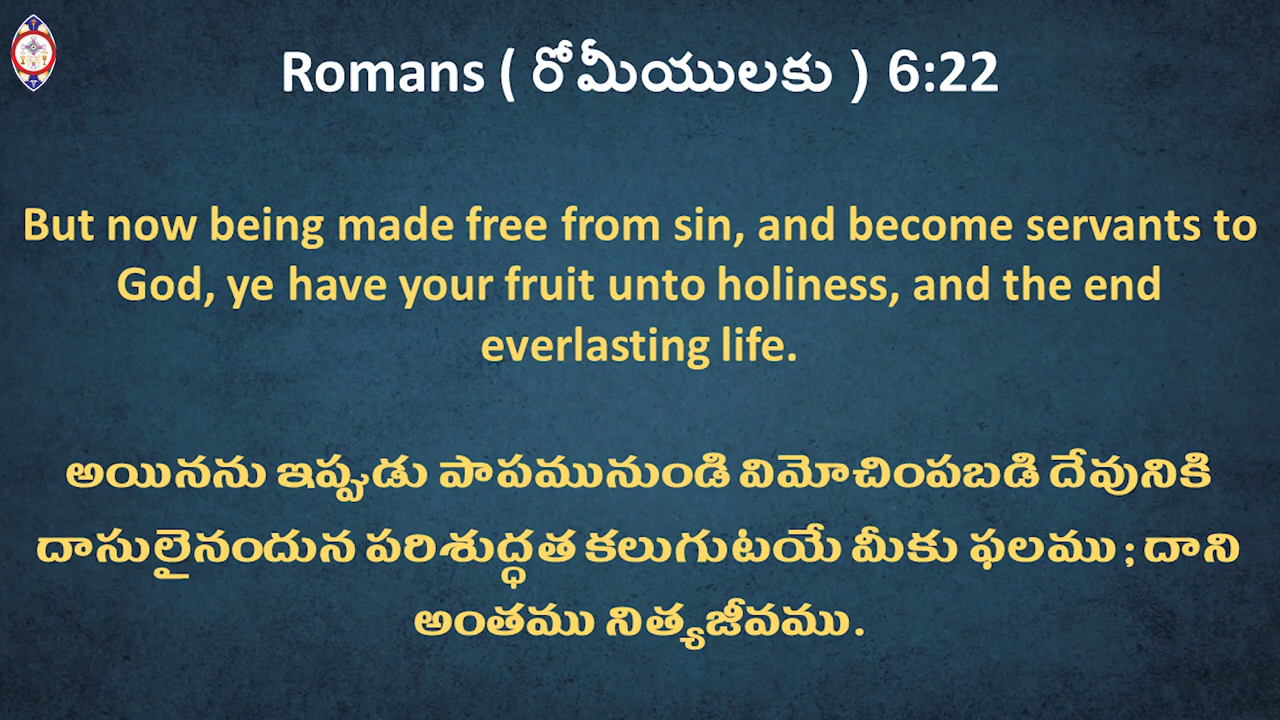 Romans ( రోమీయులకు ) 6:22
But now being made free from sin, and become servants to
God, ye have your fruit unto holiness, and the end
everlasting life.
అయినను ఇప్పుడు పాపమునుండి విమోచింపబడి దేవునికి
దాసులైనందున పరిశుద్ధత కలుగుటయే మీకు ఫలము; దాని
అంతము నిత్యజీవము.